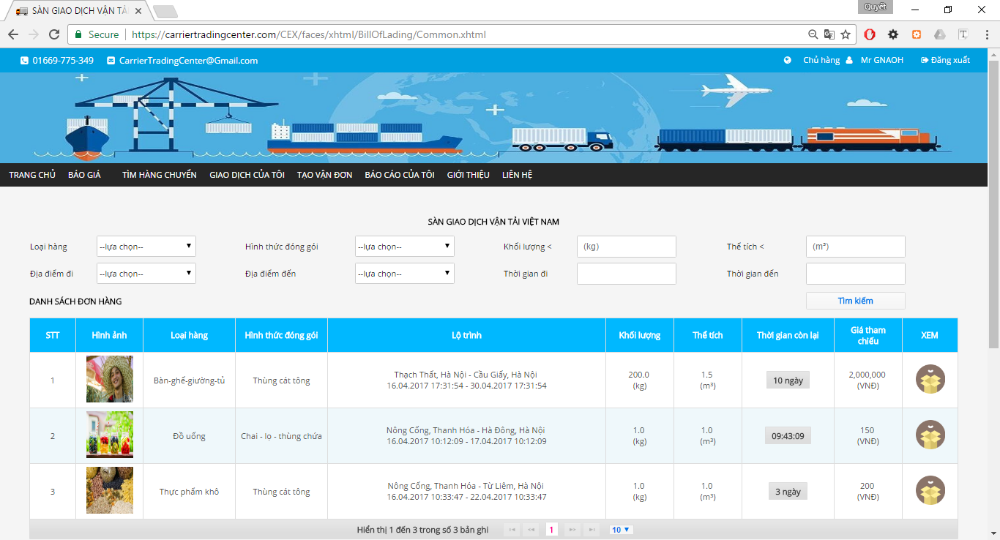 SÀN GIAO DỊCH VẬN TẢ
Quyết
Secure
https://carriertradingcenter.com/CEX/faces/xhtml/BillOfLading/Common.xhtml
01669-775-349 CarrierTradingCenter@Gmail.com Chủ hàng Mr GNAOH Đăng xuất
TRANG CHỦ BÁO GIÁ TÌM HÀNG CHUYỂN GIAO DỊCH CỦA TÔI TẠO VẬN ĐƠN BÁO CÁO CỦA TÔI GIỚI THIỆU LIÊN HỆ
SÀN GIAO DỊCH VẬN TẢI VIỆT NAM
Loại hàng --lựa chọn-- Hình thức đóng gói --lựa chọn-- Khối lượng < (kg) Thể tích < (m³)
Địa điểm đi --lựa chọn-- Địa điểm đến --lựa chọn-- Thời gian đi Thời gian đến
DANH SÁCH ĐƠN HÀNG Tìm kiếm
STT Hình ảnh Loại hàng Hình thức đóng gói Lộ trình Khối lượng Thể tích Thời gian còn lại Giá tham chiếu XEM
1 Bàn-ghế-giường-tủ Thùng cát tông Thạch Thất, Hà Nội - Cầu Giấy, Hà Nội 200.0 1.5 10 ngày 2,000,000
16.04.2017 17:31:54 - 30.04.2017 17:31:54 (kg) (m³) (VNĐ)
2 Đồ uống Chai - lọ - thùng chứa Nông Cống, Thanh Hóa - Hà Đông, Hà Nội 1.0 1.0 09:43:09 150
16.04.2017 10:12:09 - 17.04.2017 10:12:09 (kg) (m³) (VNĐ)
3 Thực phẩm khô Thùng cát tông Nông Cống, Thanh Hóa - Từ Liêm, Hà Nội 1.0 1.0 3 ngày 200
16.04.2017 10:33:47 - 22.04.2017 10:33:47 (kg) (m³) (VNĐ)
Hiển thị 1 đến 3 trong số 3 bản ghi 1 10